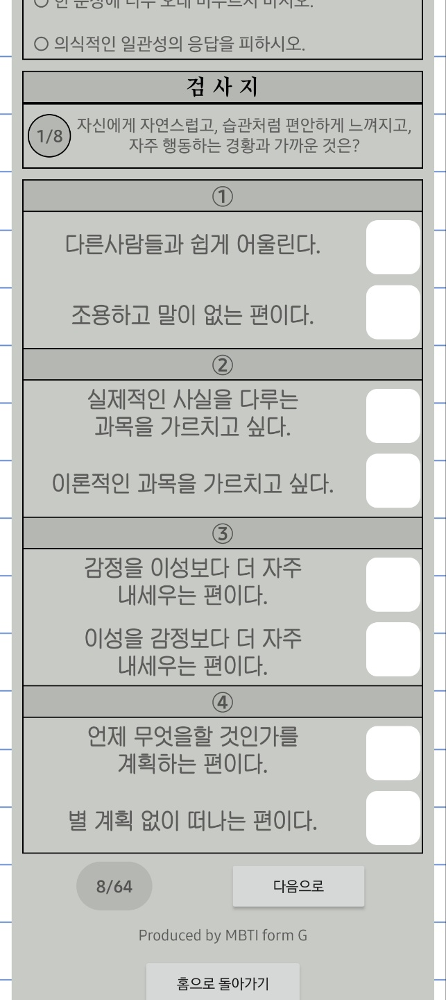 ○ 한 문장에 너무 오래 머무르지 마시오.
○ 의식적인 일관성의 응답을 피하시오.
검 사 지
1/8
자신에게 자연스럽고, 습관처럼 편안하게 느껴지고,
자주 행동하는 경황과 가까운 것은?
①
다른사람들과 쉽게 어울린다.
조용하고 말이 없는 편이다.
②
실제적인 사실을 다루는
과목을 가르치고 싶다.
이론적인 과목을 가르치고 싶다.
③
감정을 이성보다 더 자주
내세우는 편이다.
이성을 감정보다 더 자주
내세우는 편이다.
④
언제 무엇을할 것인가를
계획하는 편이다.
별 계획 없이 떠나는 편이다.
8/64
다음으로
Produced by MBTI form G
홈으로 돌아가기